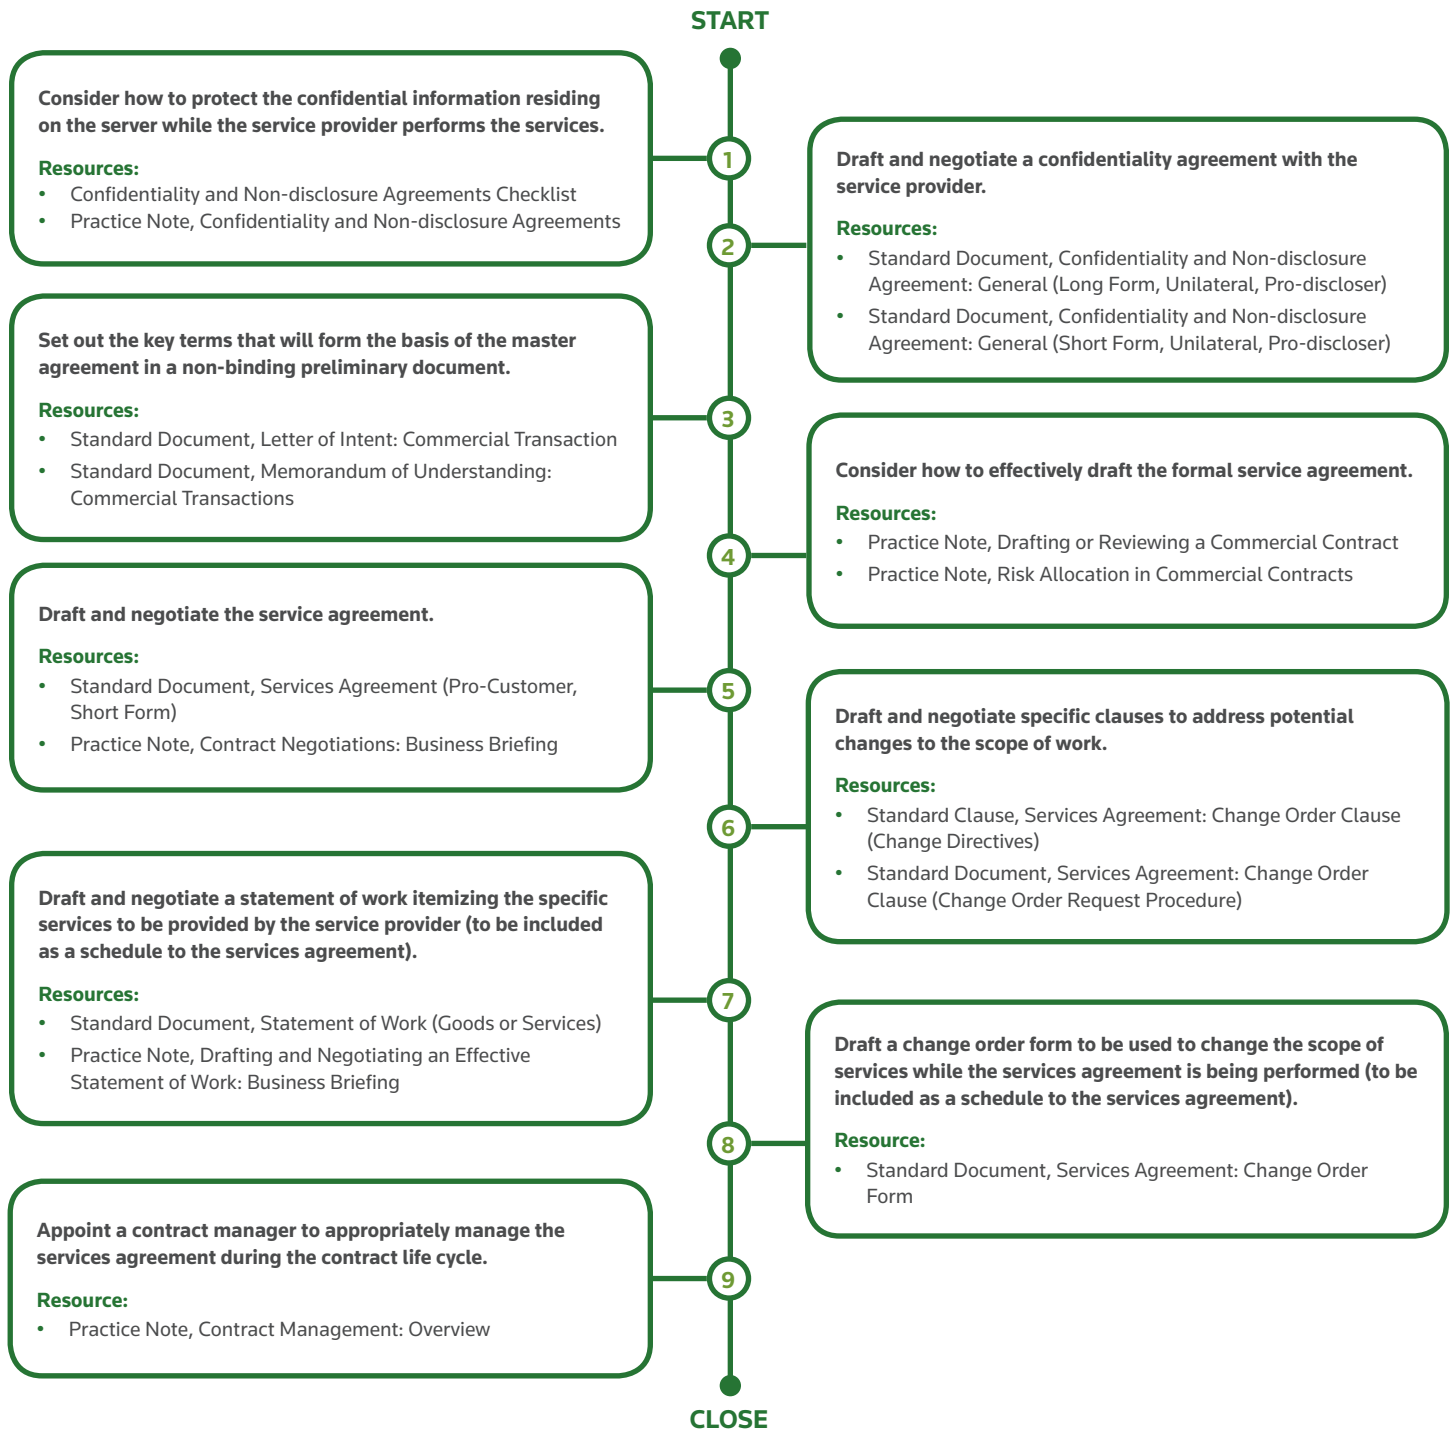 START
Consider how to protect the confidential information residing
on the server while the service provider performs the services.
Resources:
• Confidentiality and Non-disclosure Agreements Checklist
• Practice Note, Confidentiality and Non-disclosure Agreements
1
Draft and negotiate a confidentiality agreement with the
service provider.
Resources:
• Standard Document, Confidentiality and Non-disclosure
Agreement: General (Long Form, Unilateral, Pro-discloser)
• Standard Document, Confidentiality and Non-disclosure
Agreement: General (Short Form, Unilateral, Pro-discloser)
2
Set out the key terms that will form the basis of the master
agreement in a non-binding preliminary document.
Resources:
• Standard Document, Letter of Intent: Commercial Transaction
• Standard Document, Memorandum of Understanding:
Commercial Transactions
3
Consider how to effectively draft the formal service agreement.
Resources:
• Practice Note, Drafting or Reviewing a Commercial Contract
• Practice Note, Risk Allocation in Commercial Contracts
4
Draft and negotiate the service agreement.
Resources:
• Standard Document, Services Agreement (Pro-Customer,
Short Form)
• Practice Note, Contract Negotiations: Business Briefing
5
Draft and negotiate specific clauses to address potential
changes to the scope of work.
Resources:
• Standard Clause, Services Agreement: Change Order Clause
(Change Directives)
• Standard Document, Services Agreement: Change Order
Clause (Change Order Request Procedure)
6
Draft and negotiate a statement of work itemizing the specific
services to be provided by the service provider (to be included
as a schedule to the services agreement).
Resources:
• Standard Document, Statement of Work (Goods or Services)
• Practice Note, Drafting and Negotiating an Effective
Statement of Work: Business Briefing
7
Draft a change order form to be used to change the scope of
services while the services agreement is being performed (to be
included as a schedule to the services agreement).
Resource:
• Standard Document, Services Agreement: Change Order
Form
8
Appoint a contract manager to appropriately manage the
services agreement during the contract life cycle.
Resource:
• Practice Note, Contract Management: Overview
9
CLOSE